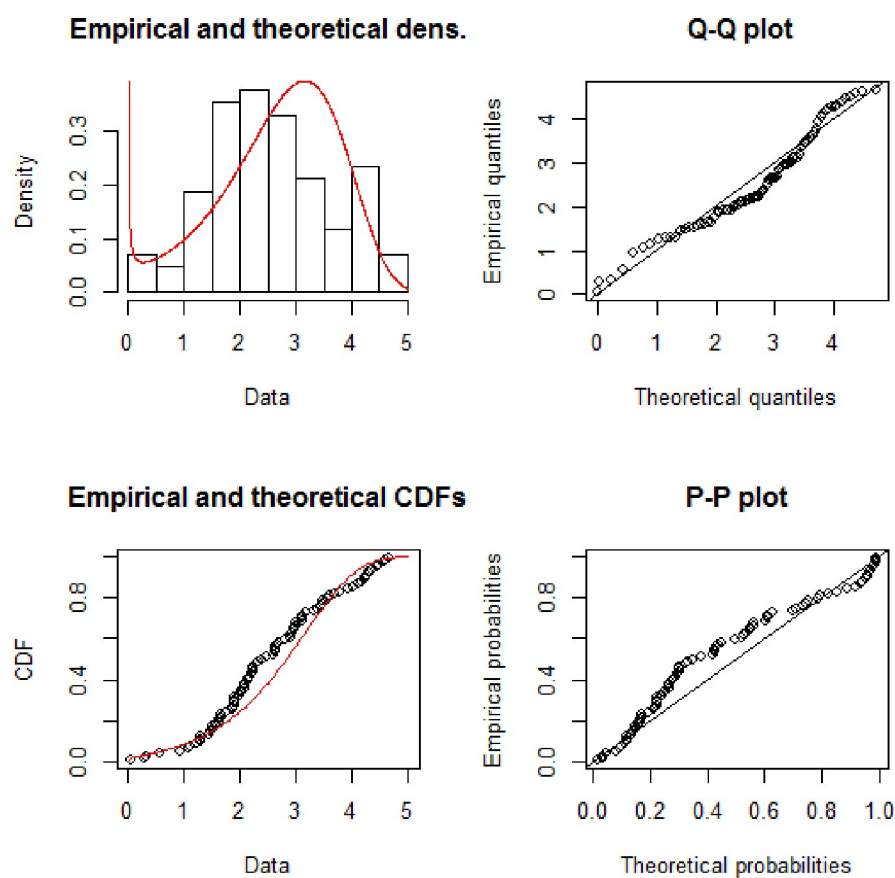 Empirical and theoretical dens.
Density
0.0 0.1 0.2 0.3
0 1 2 3 4 5
Data
Q-Q plot
Empirical quantiles
0 1 2 3 4
0 1 2 3 4
Theoretical quantiles
Empirical and theoretical CDFs
CDF
0.0 0.4 0.8
0 1 2 3 4 5
Data
P-P plot
Empirical probabilities
0.0 0.4 0.8
0.0 0.2 0.4 0.6 0.8 1.0
Theoretical probabilities